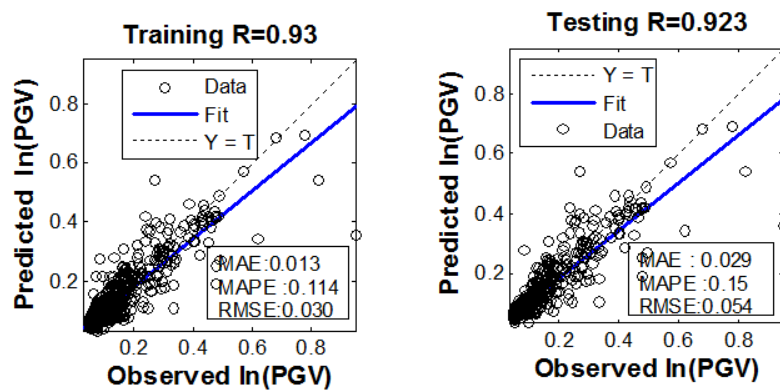 Training R=0.93
Predicted ln(PGV)
0.8
0.6
0.4
0.2
Data
Fit
Y = T
MAE:0.013
MAPE:0.114
RMSE:0.030
0.2 0.4 0.6 0.8
Observed ln(PGV)
Testing R=0.923
Predicted ln(PGV)
0.8
0.6
0.4
0.2
Y = T
Fit
Data
MAE : 0.029
MAPE :0.15
RMSE:0.054
0.2 0.4 0.6 0.8
Observed ln(PGV)